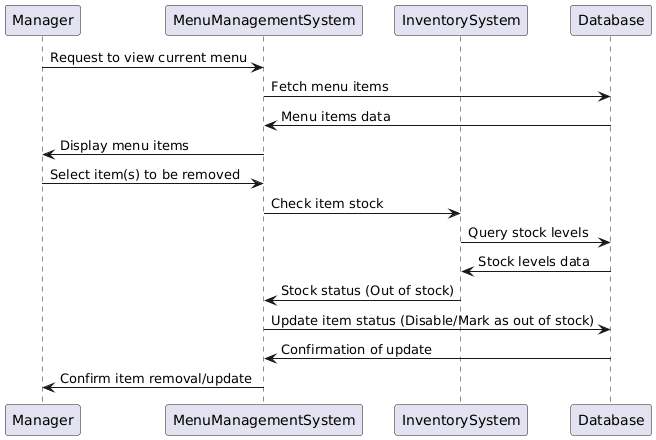 Manager MenuManagementSystem InventorySystem Database
Request to view current menu
Fetch menu items
Menu items data
Display menu items
Select item(s) to be removed
Check item stock
Query stock levels
Stock levels data
Stock status (Out of stock)
Update item status (Disable/Mark as out of stock)
Confirmation of update
Confirm item removal/update
Manager MenuManagementSystem InventorySystem Database